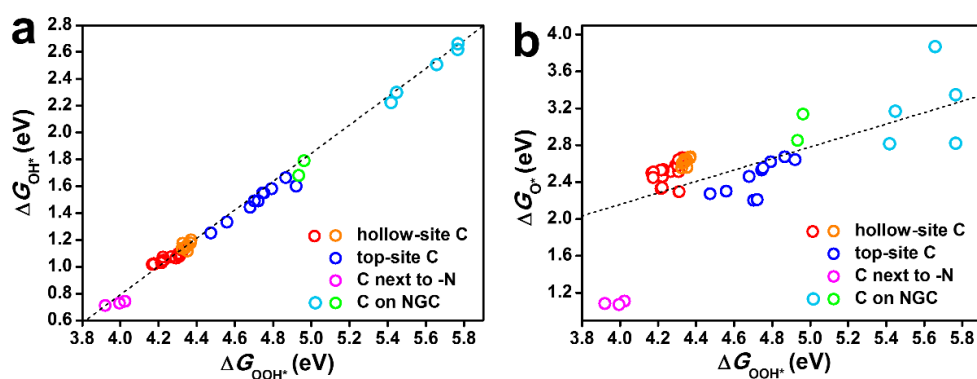 a
2.8
2.6
2.4
2.2
2.0
1.8
1.6
1.4
1.2
1.0
0.8
0.6
ΔG_OH* (eV)
hollow-site C
top-site C
C next to -N
C on NGC
3.8 4.0 4.2 4.4 4.6 4.8 5.0 5.2 5.4 5.6 5.8
ΔG_OOH* (eV)
b
4.0
3.6
3.2
2.8
2.4
2.0
1.6
1.2
ΔG_O* (eV)
hollow-site C
top-site C
C next to -N
C on NGC
3.8 4.0 4.2 4.4 4.6 4.8 5.0 5.2 5.4 5.6 5.8
ΔG_OOH* (eV)